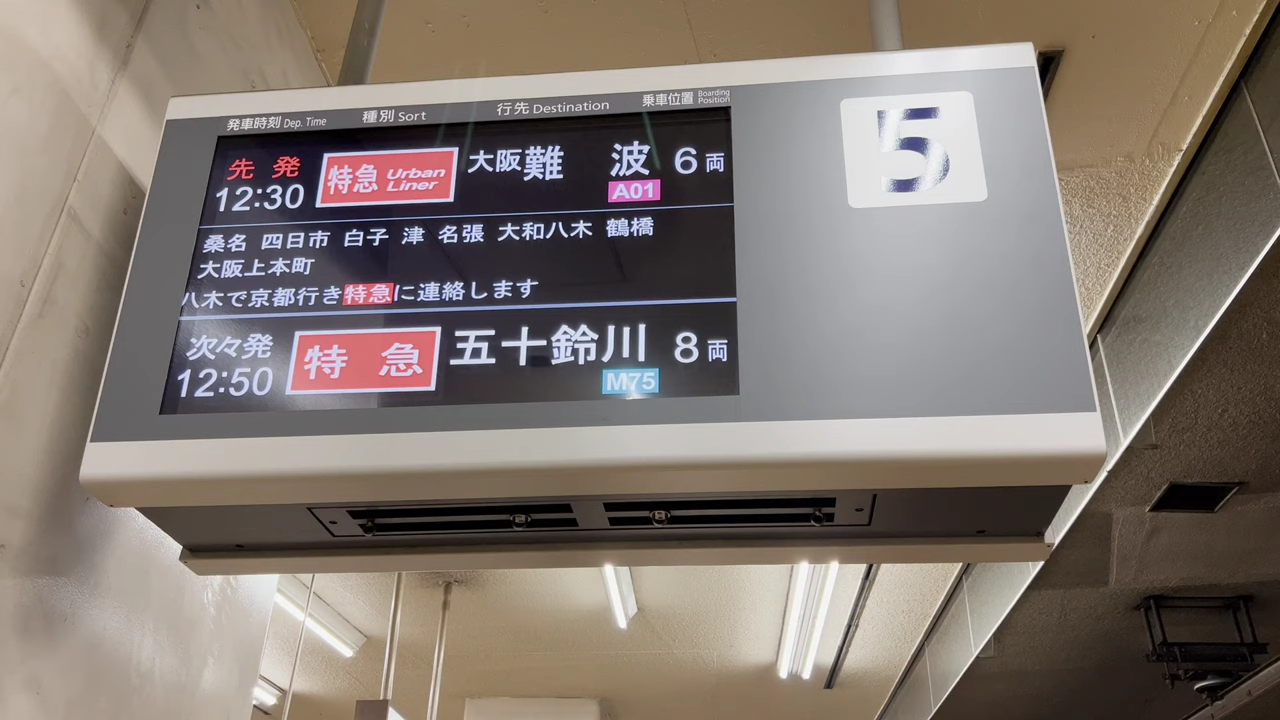 発車時刻 Dep. Time 種別 Sort 行先 Destination 乗車位置 Boarding Position
5
先発 特急 Urban Liner 大阪難波 6両
12:30 A01
桑名 四日市 白子 津 名張 大和八木 鶴橋
大阪上本町
八木で京都行き特急に連絡します
次々発 特急 五十鈴川 8両
12:50 M75